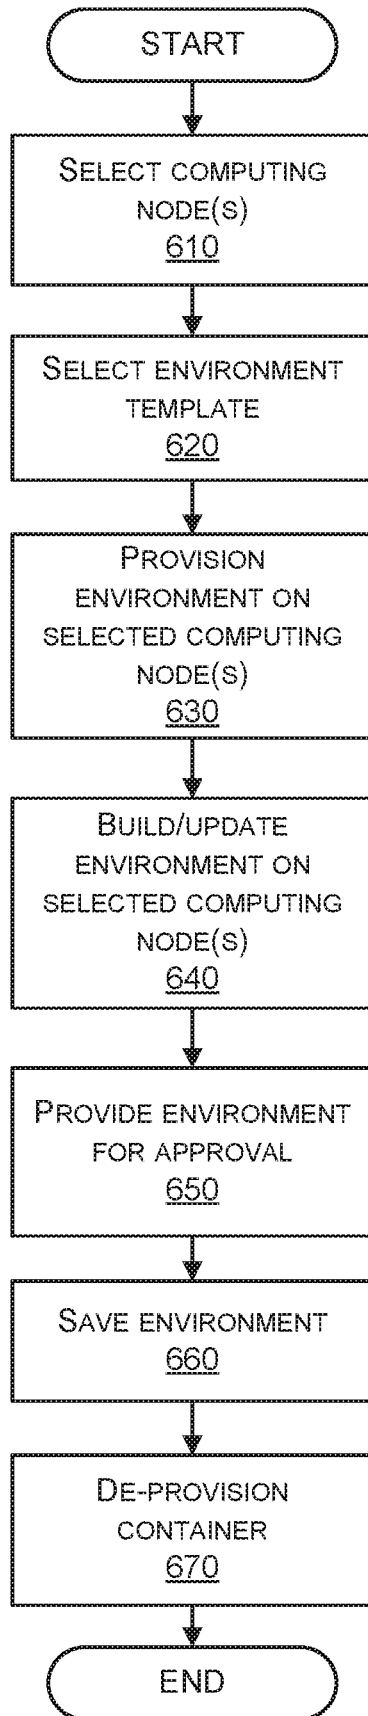 START
SELECT COMPUTING
NODE(S)
610
SELECT ENVIRONMENT
TEMPLATE
620
PROVISION
ENVIRONMENT ON
SELECTED COMPUTING
NODE(S)
630
BUILD/UPDATE
ENVIRONMENT ON
SELECTED COMPUTING
NODE(S)
640
PROVIDE ENVIRONMENT
FOR APPROVAL
650
SAVE ENVIRONMENT
660
DE-PROVISION
CONTAINER
670
END